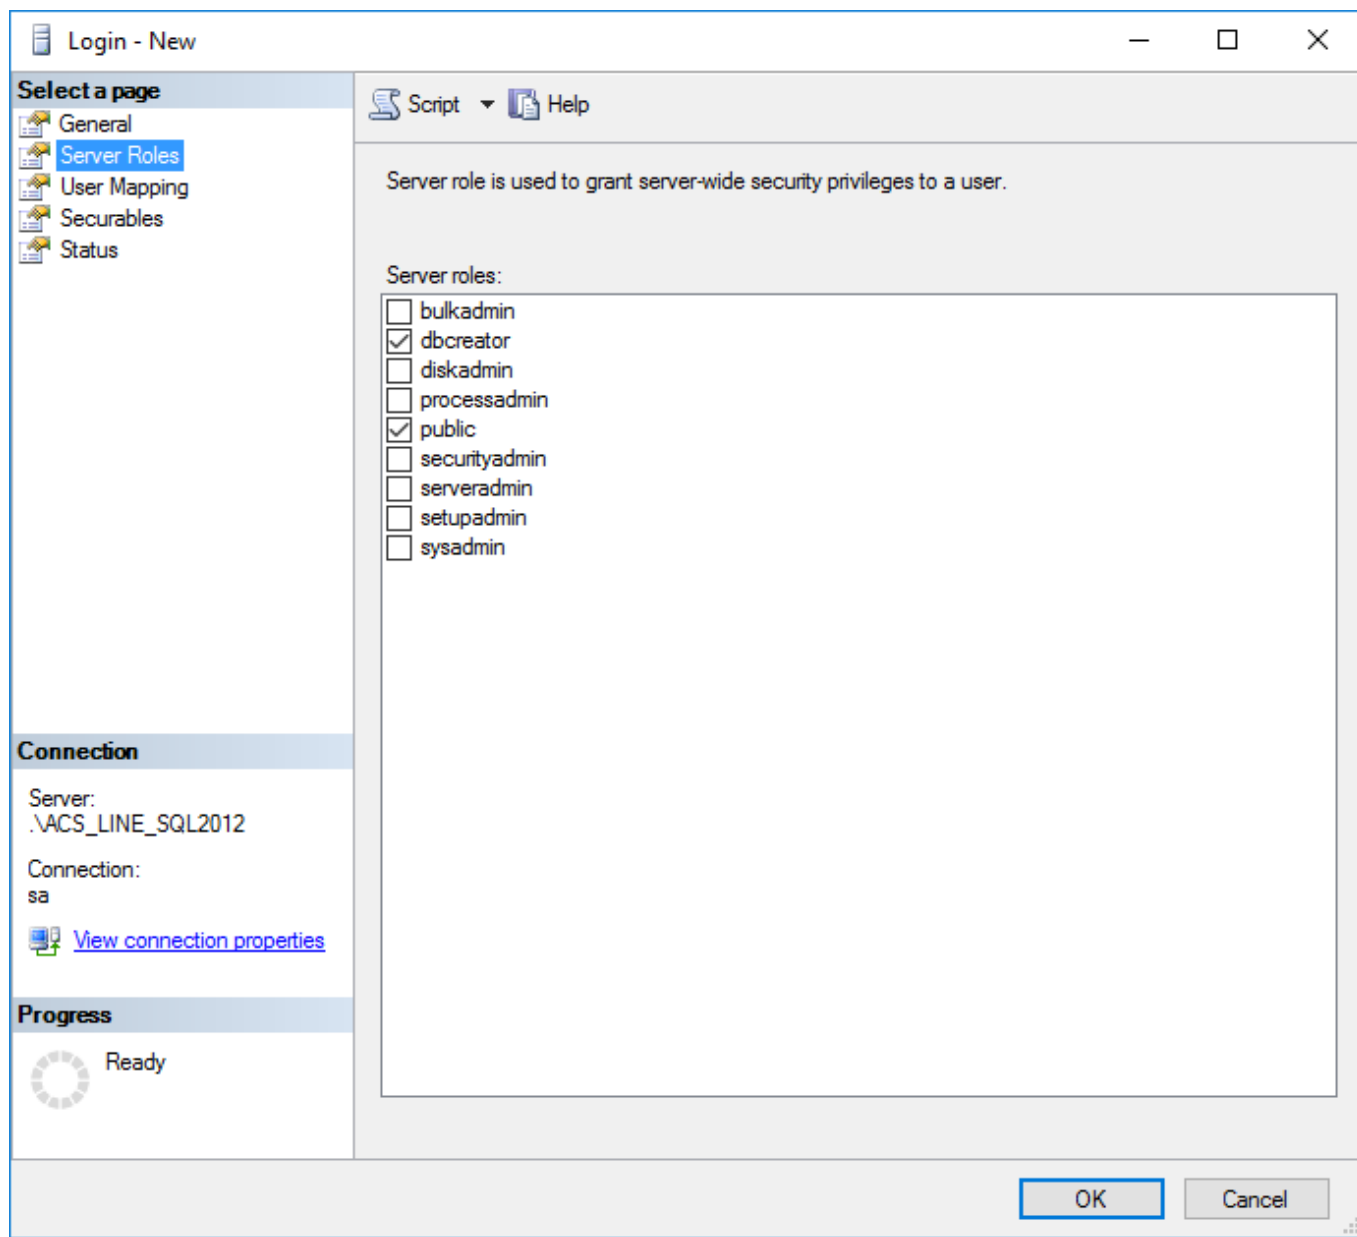 Login - New
Select a page
General
Server Roles
User Mapping
Securables
Status
Script
Help
Server role is used to grant server-wide security privileges to a user.
Server roles:
bulkadmin
dbcreator
diskadmin
processadmin
public
securityadmin
serveradmin
setupadmin
sysadmin
Connection
Server:
.\ACS_LINE_SQL2012
Connection:
sa
View connection properties
Progress
Ready
OK
Cancel